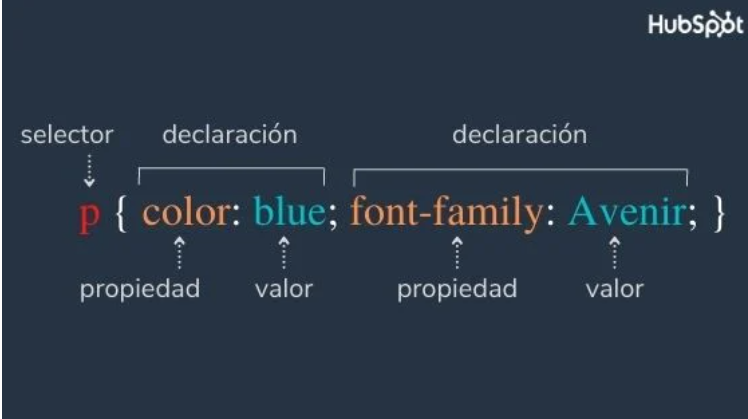 HubSpot
selector declaración declaración
p { color: blue; font-family: Avenir; }
propiedad valor propiedad valor